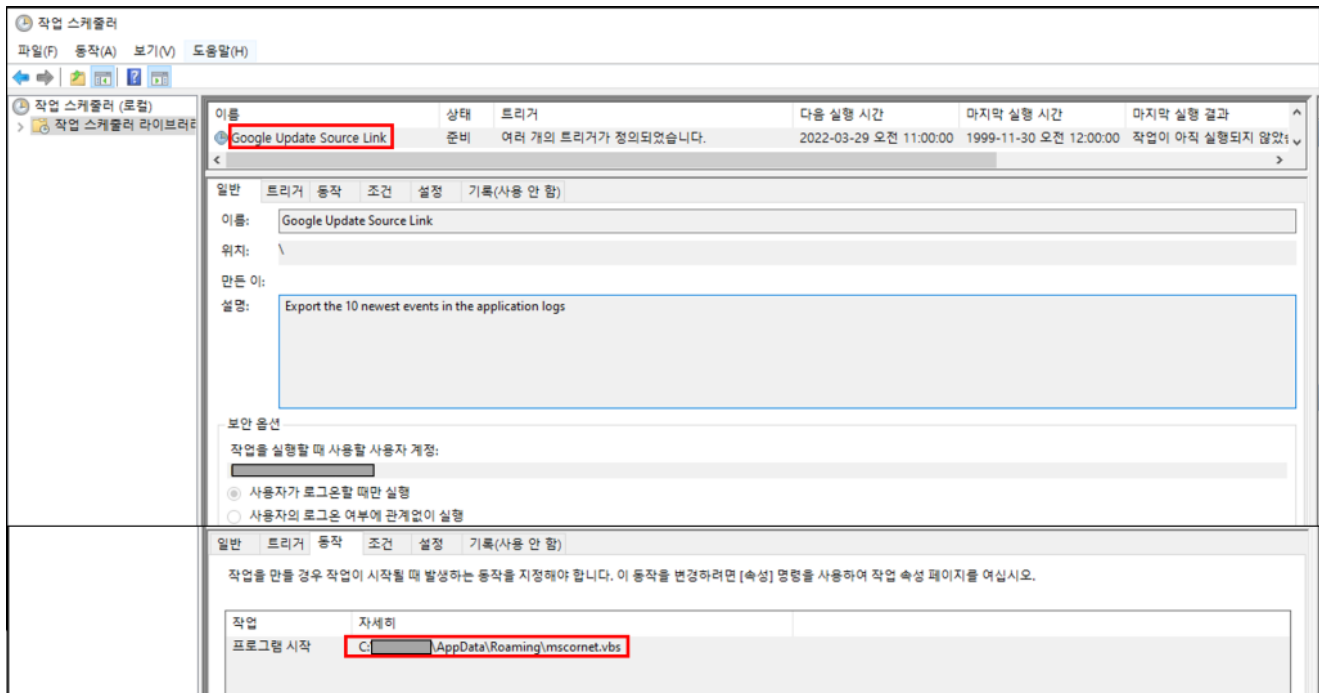 작업 스케줄러
파일(F) 동작(A) 보기(V) 도움말(H)
작업 스케줄러 (로컬)
작업 스케줄러 라이브러리
이름 상태 트리거 다음 실행 시간 마지막 실행 시간 마지막 실행 결과
Google Update Source Link 준비 여러 개의 트리거가 정의되었습니다. 2022-03-29 오전 11:00:00 1999-11-30 오전 12:00:00 작업이 아직 실행되지 않았
일반 트리거 동작 조건 설정 기록(사용 안 함)
이름: Google Update Source Link
위치: \
만든 이:
설명: Export the 10 newest events in the application logs
보안 옵션
작업을 실행할 때 사용할 사용자 계정:
사용자가 로그온할 때만 실행
사용자의 로그온 여부에 관계없이 실행
일반 트리거 동작 조건 설정 기록(사용 안 함)
작업을 만들 경우 작업이 시작될 때 발생하는 동작을 지정해야 합니다. 이 동작을 변경하려면 [속성] 명령을 사용하여 작업 속성 페이지를 여십시오.
작업 자세히
프로그램 시작 C: \AppData\Roaming\mscornet.vbs